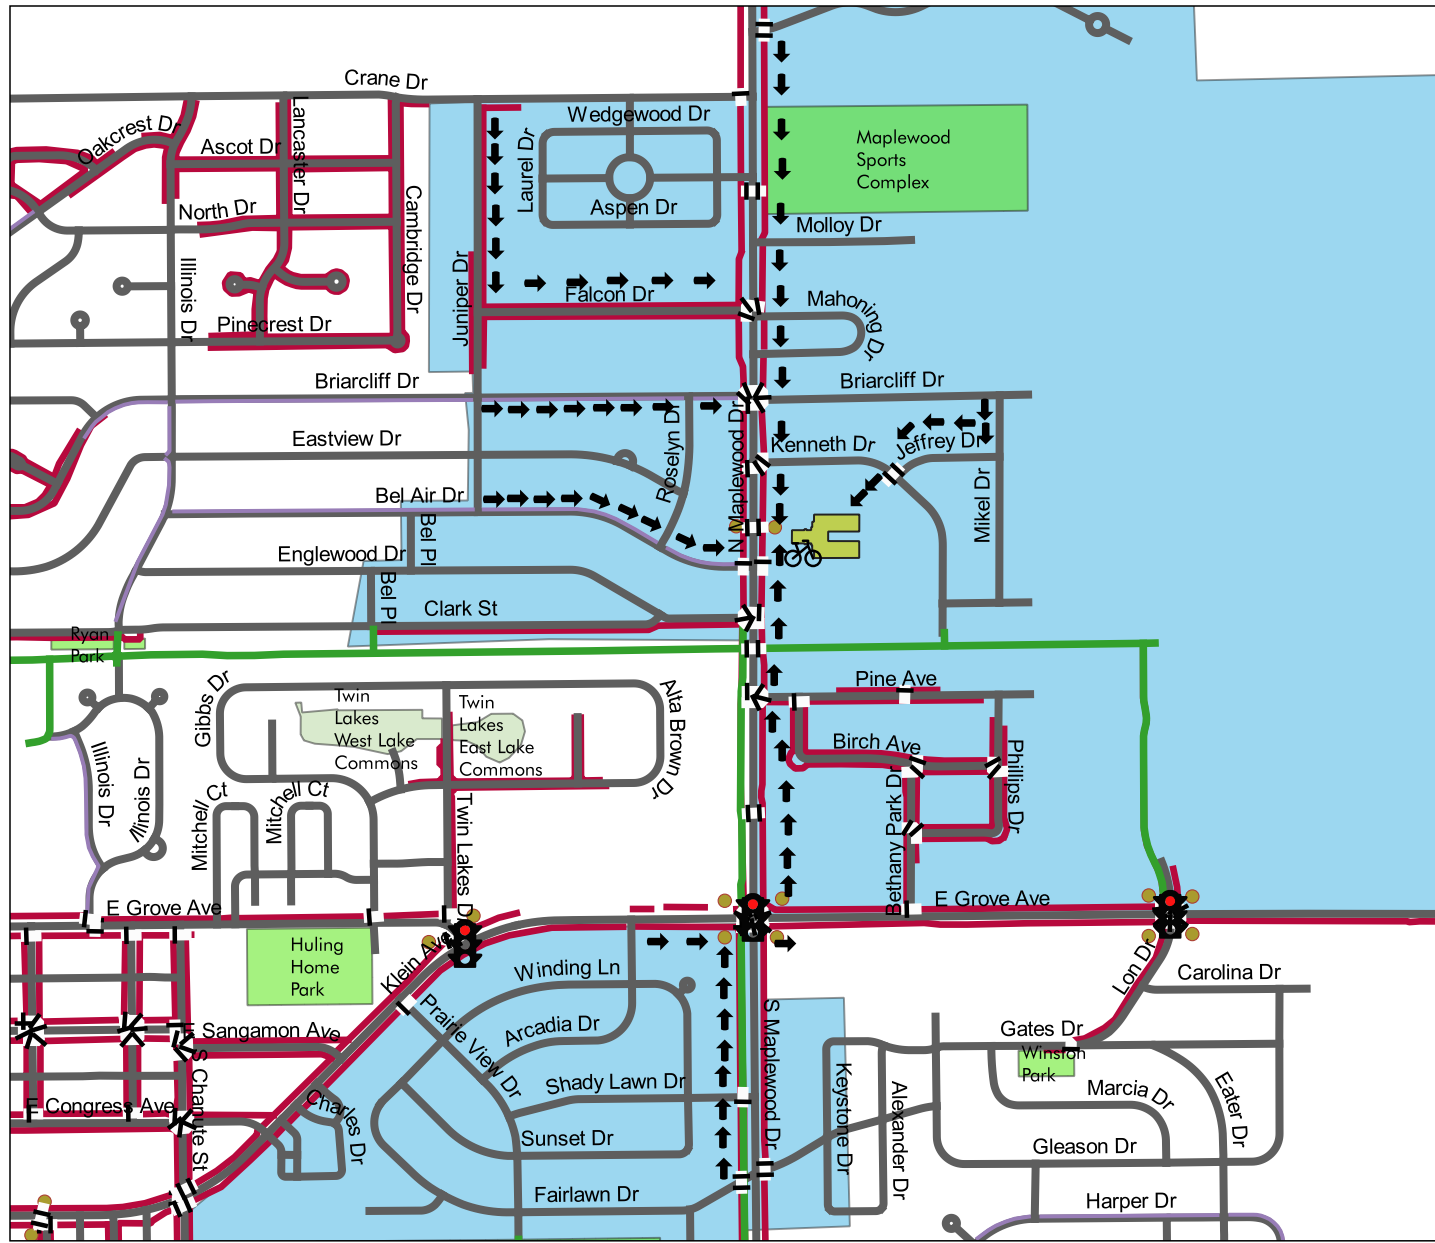 Crane Dr
Wedgewood Dr
Oakcrest Dr
Lancaster Dr
Laurel Dr
Maplewood
Sports
Complex
Ascot Dr
North Dr
Cambridge Dr
Aspen Dr
Molloy Dr
Illinois Dr
Juniper Dr
Falcon Dr
Mahoning Dr
Pinecrest Dr
Briarcliff Dr
Briarcliff Dr
Eastview Dr
Roselyn Dr
N Maplewood Dr
Kenneth Dr
Jeffrey Dr
Bel Air Dr
Mikel Dr
Bel Pl
Englewood Dr
Bel Pl
Clark St
Ryan
Park
Gibbs Dr
Twin
Lakes
West Lake
Commons
Twin
Lakes
East Lake
Commons
Alta Brown Dr
Pine Ave
Birch Ave
Phillips Dr
Illinois Dr
Illinois Dr
Mitchell Ct
Mitchell Ct
Twin Lakes Dr
Bethany Park Dr
E Grove Ave
E Grove Ave
Huling
Home
Park
Klein Ave
Winding Ln
Lon Dr
Carolina Dr
Prairie View Dr
Arcadia Dr
S Maplewood Dr
E Sangamon Ave
Gates Dr
Winston
Park
S Chanute St
Shady Lawn Dr
Keystone Dr
Alexander Dr
Marcia Dr
Eater Dr
E Congress Ave
Charles Dr
Sunset Dr
Gleason Dr
Fairlawn Dr
Harper Dr